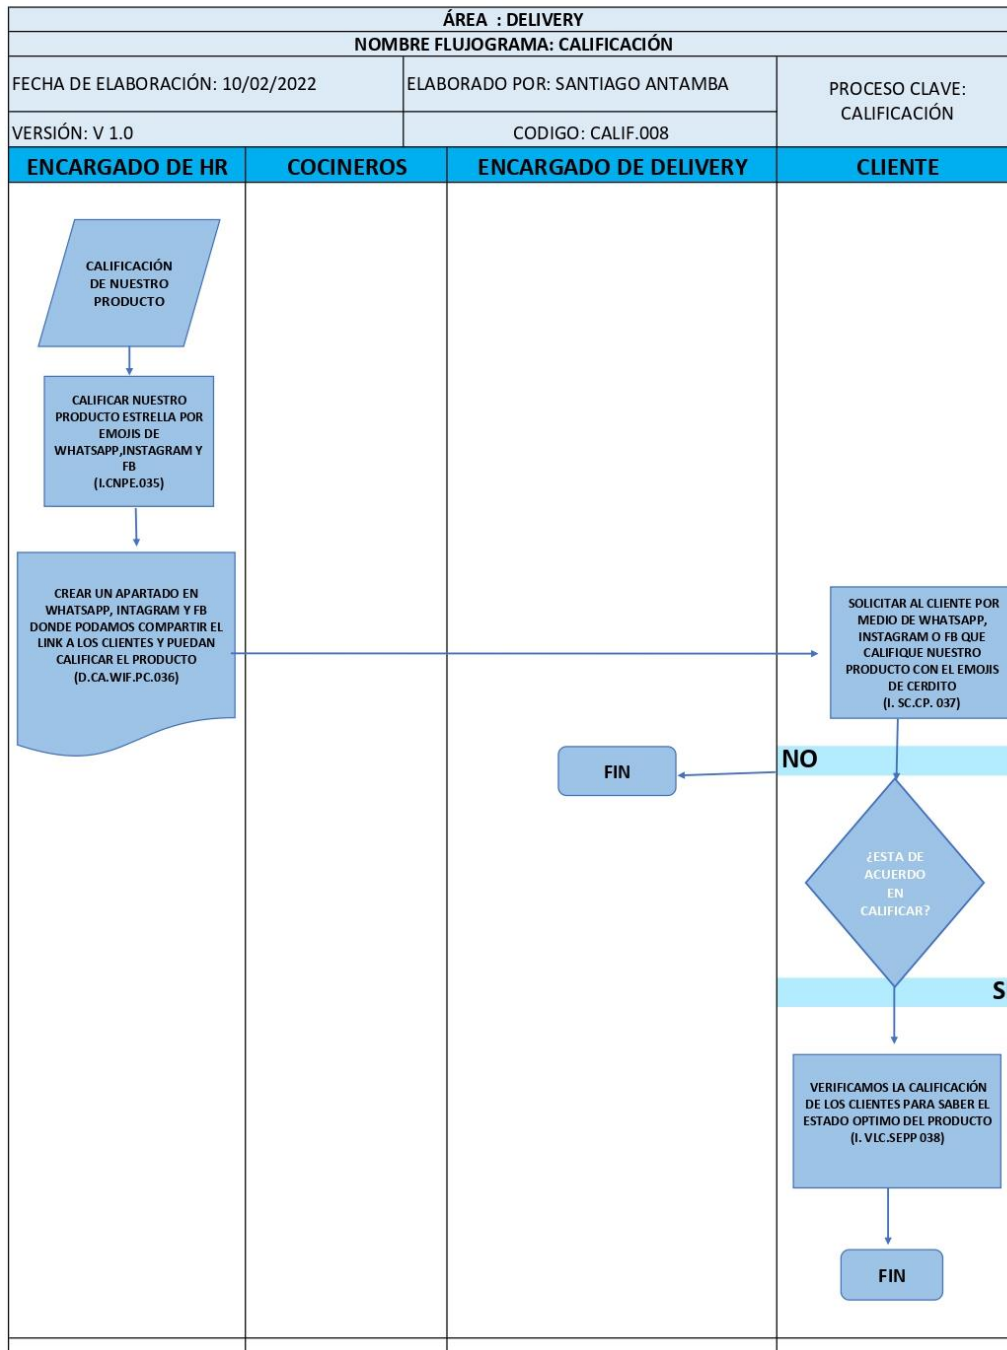 ÁREA : DELIVERY
NOMBRE FLUJOGRAMA: CALIFICACIÓN
FECHA DE ELABORACIÓN: 10/02/2022
ELABORADO POR: SANTIAGO ANTAMBA
PROCESO CLAVE:
CALIFICACIÓN
VERSIÓN: V 1.0
CODIGO: CALIF.008
ENCARGADO DE HR
COCINEROS
ENCARGADO DE DELIVERY
CLIENTE
CALIFICACIÓN
DE NUESTRO
PRODUCTO
CALIFICAR NUESTRO
PRODUCTO ESTRELLA POR
EMOJIS DE
WHATSAPP,INSTAGRAM Y
FB
(I.CNPE.035)
CREAR UN APARTADO EN
WHATSAPP, INTAGRAM Y FB
DONDE PODAMOS COMPARTIR EL
LINK A LOS CLIENTES Y PUEDAN
CALIFICAR EL PRODUCTO
(D.CA.WIF.PC.036)
SOLICITAR AL CLIENTE POR
MEDIO DE WHATSAPP,
INSTAGRAM O FB QUE
CALIFIQUE NUESTRO
PRODUCTO CON EL EMOJIS
DE CERDITO
(I. SC.CP. 037)
NO
FIN
¿ESTA DE
ACUERDO
EN
CALIFICAR?
S
VERIFICAMOS LA CALIFICACIÓN
DE LOS CLIENTES PARA SABER EL
ESTADO OPTIMO DEL PRODUCTO
(I. VLC.SEPP 038)
FIN